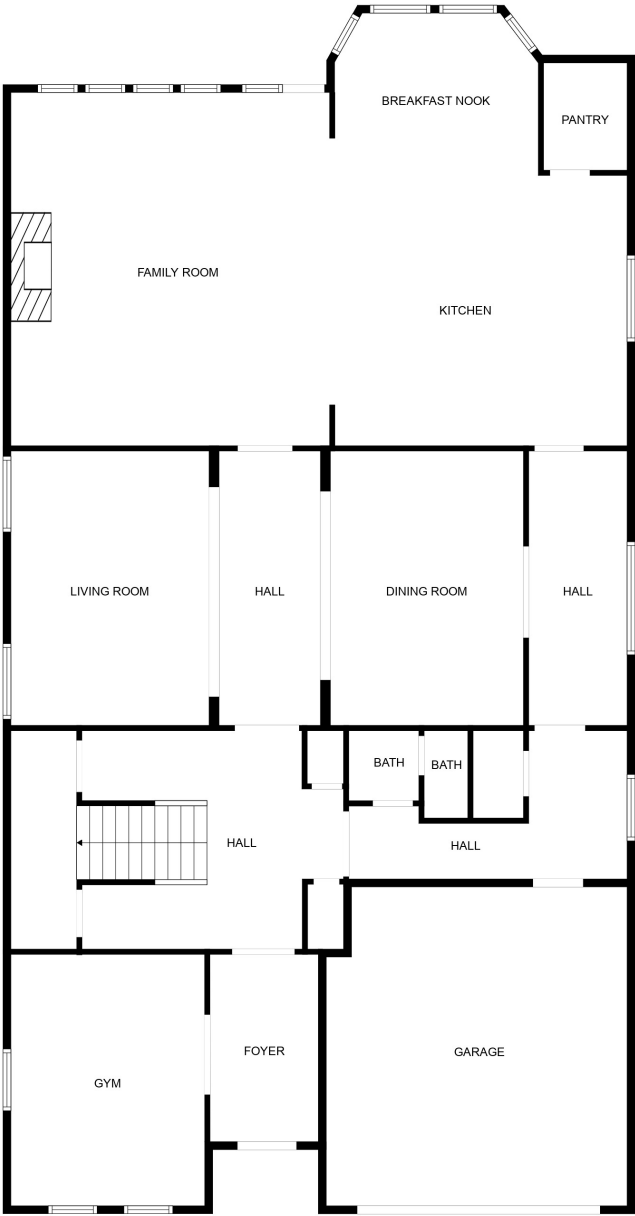 BREAKFAST NOOK
PANTRY
FAMILY ROOM
KITCHEN
LIVING ROOM
HALL
DINING ROOM
HALL
BATH
BATH
HALL
HALL
FOYER
GARAGE
GYM